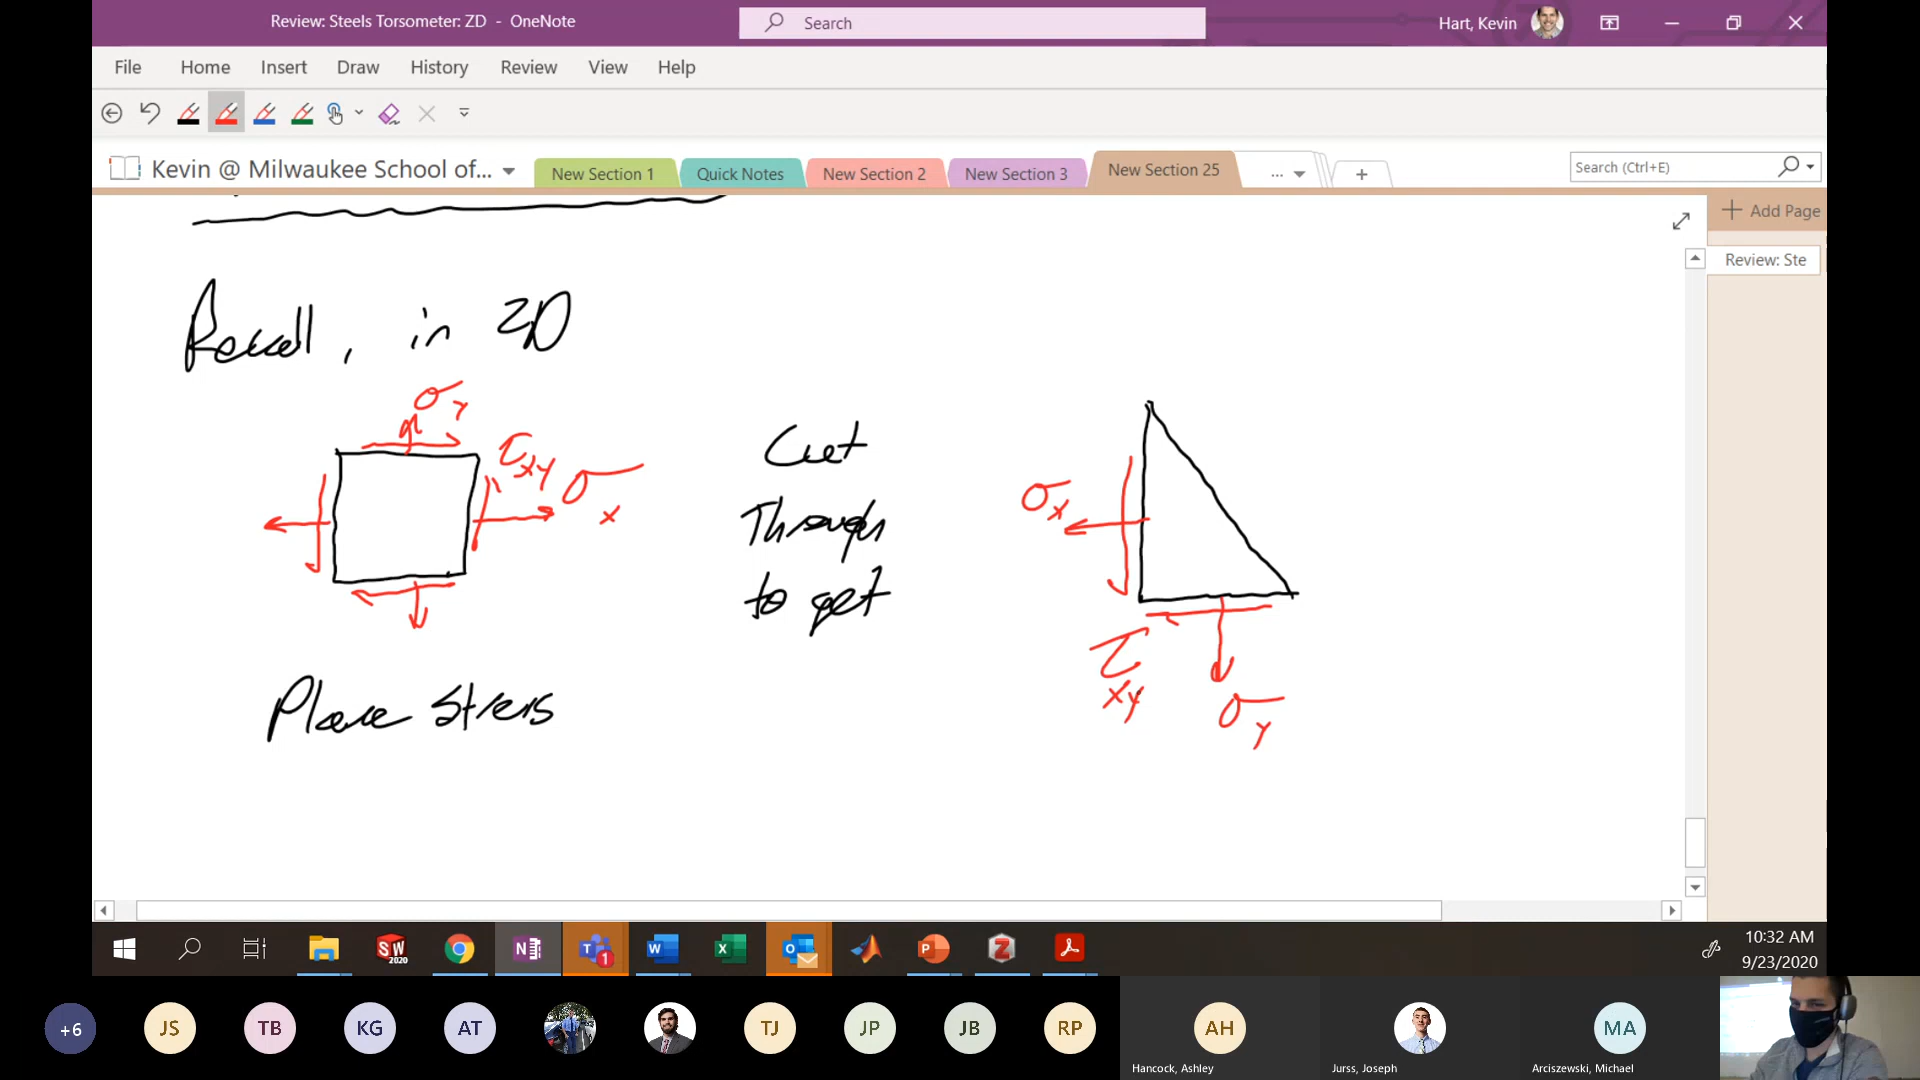 Review: Steels Torsometer: ZD - OneNote
Search
Hart, Kevin
File Home Insert Draw History Review View Help
Kevin @ Milwaukee School of...
New Section 1
Quick Notes
New Section 2
New Section 3
New Section 25
...
Search (Ctrl+E)
Add Page
Review: Ste
Recall, in 2D
σy
τxy
σx
Cut
Through
to get
σx
τxy
σy
Plane Stress
SW
2020
N
T
1
W
X
O
P
Z
10:32 AM
9/23/2020
+6
JS
TB
KG
AT
TJ
JP
JB
RP
AH
MA
Hancock, Ashley
Jurss, Joseph
Arciszewski, Michael